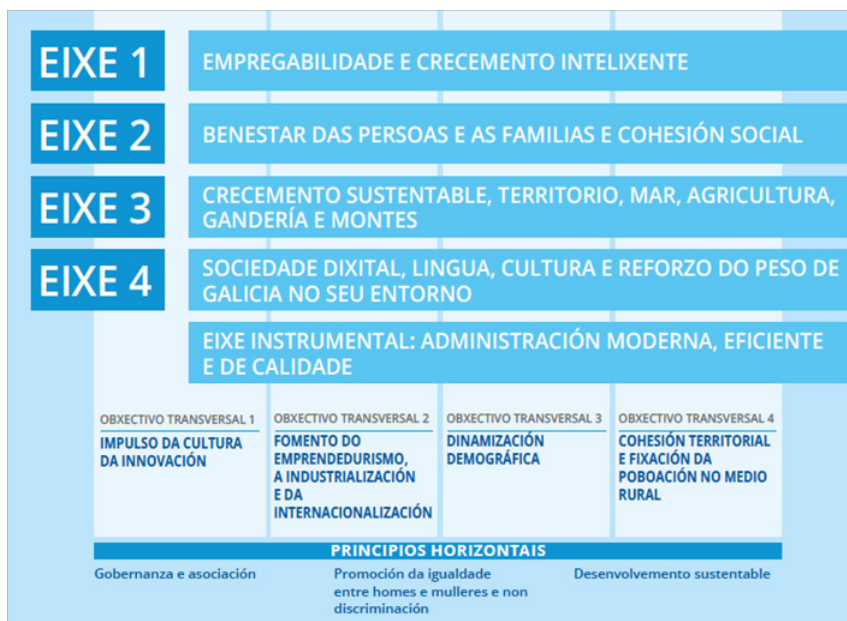 EIXE 1
EMPREGABILIDADE E CRECEMENTO INTELIXENTE
EIXE 2
BENESTAR DAS PERSOAS E AS FAMILIAS E COHESIÓN SOCIAL
EIXE 3
CRECEMENTO SUSTENTABLE, TERRITORIO, MAR, AGRICULTURA,
GANDERÍA E MONTES
EIXE 4
SOCIEDADE DIXITAL, LINGUA, CULTURA E REFORZO DO PESO DE
GALICIA NO SEU ENTORNO
EIXE INSTRUMENTAL: ADMINISTRACIÓN MODERNA, EFICIENTE
E DE CALIDADE
OBXECTIVO TRANSVERSAL 1
IMPULSO DA CULTURA
DA INNOVACIÓN
OBXECTIVO TRANSVERSAL 2
FOMENTO DO
EMPRENDEDURISMO,
A INDUSTRIALIZACIÓN
E DA
INTERNACIONALIZACIÓN
OBXECTIVO TRANSVERSAL 3
DINAMIZACIÓN
DEMOGRÁFICA
OBXECTIVO TRANSVERSAL 4
COHESIÓN TERRITORIAL
E FIXACIÓN DA
POBOACIÓN NO MEDIO
RURAL
PRINCIPIOS HORIZONTAIS
Gobernanza e asociación
Promoción da igualdade
entre homes e mulleres e non
discriminación
Desenvolvemento sustentable